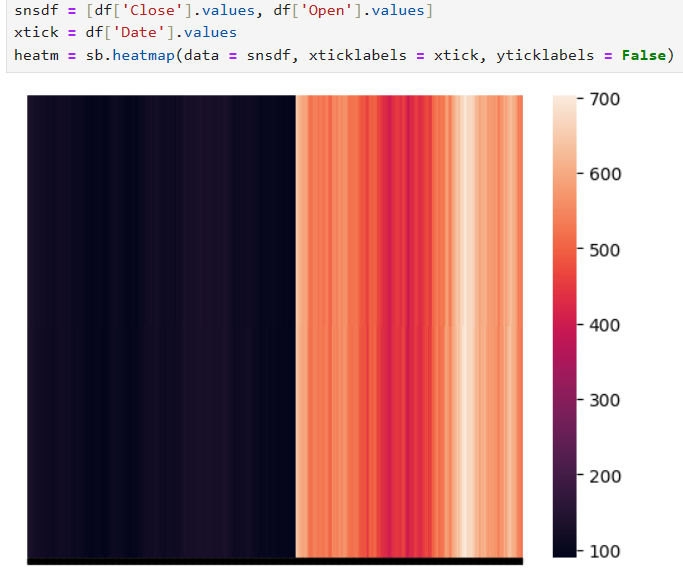 snsdf = [df['Close'].values, df['Open'].values]
xtick = df['Date'].values
heatm = sb.heatmap(data = snsdf, xticklabels = xtick, yticklabels = False)
700
600
500
400
300
200
100